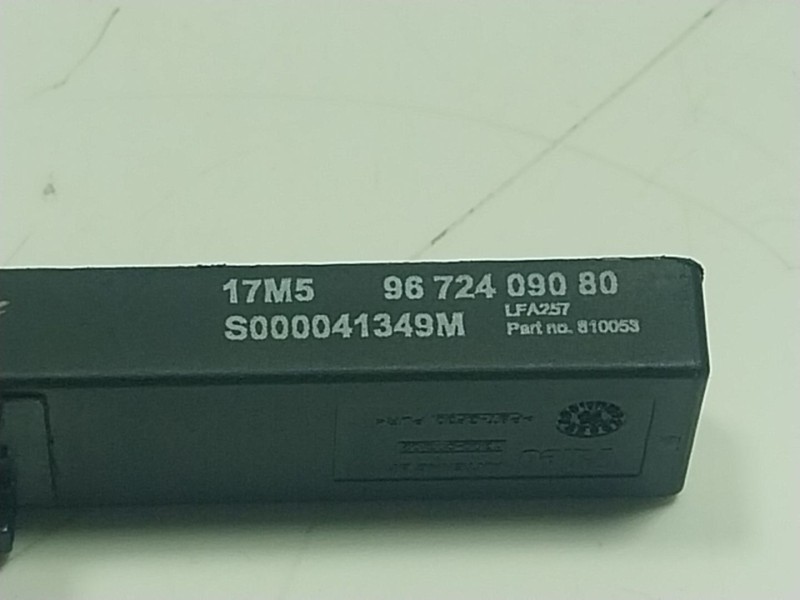 17M5 96 724 090 80
LFA257
S000041349M Part no. 810053